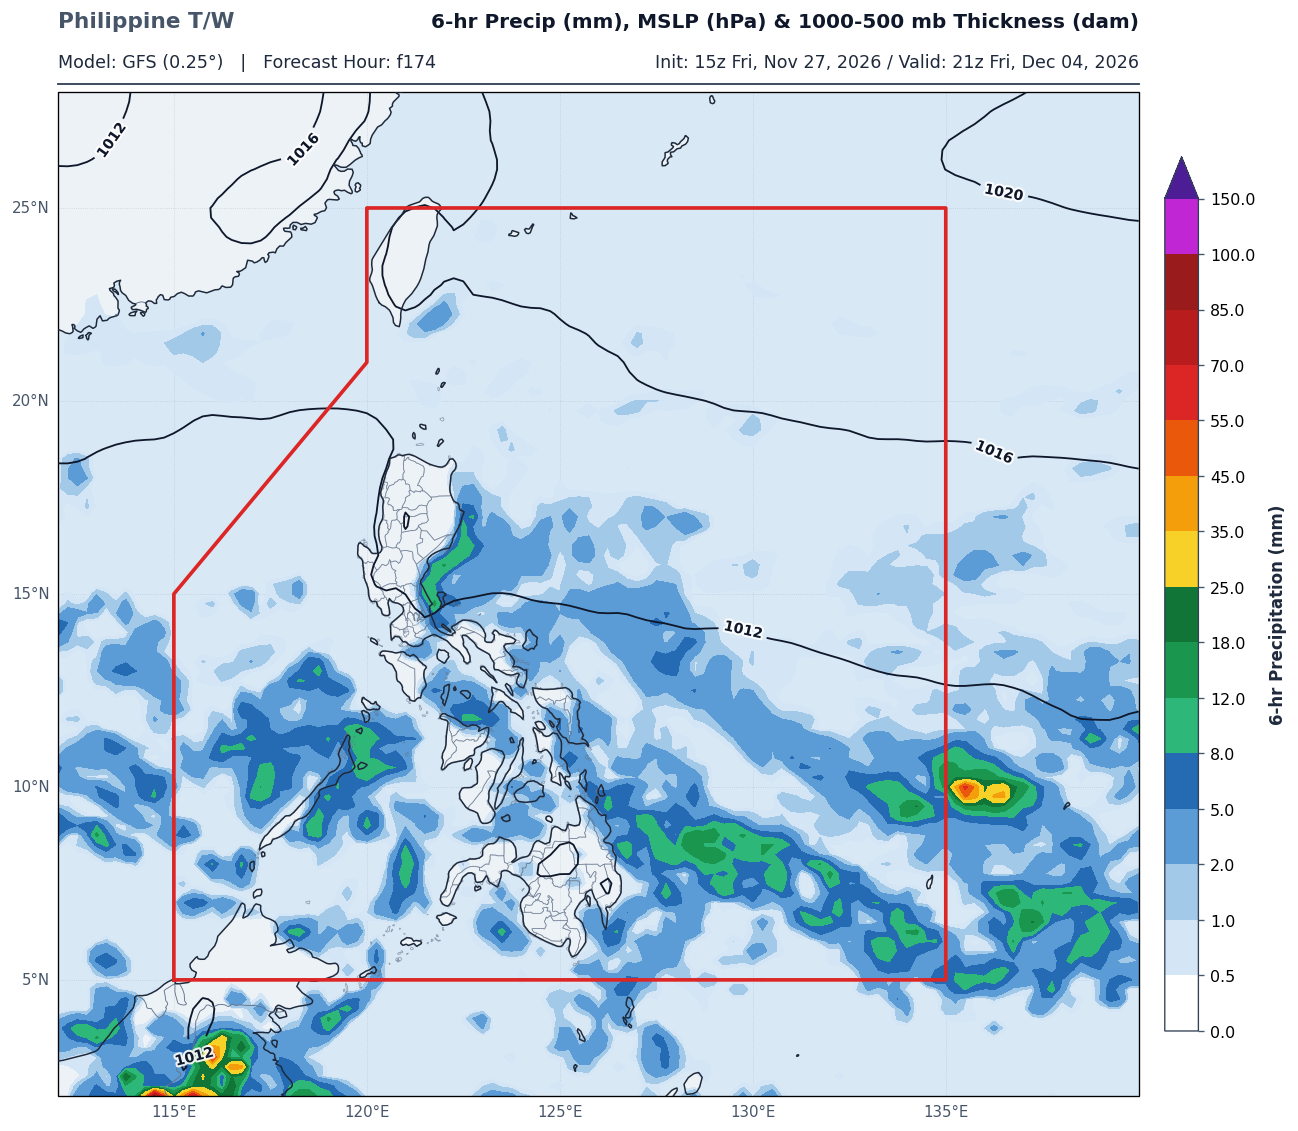 Philippine T/W
6-hr Precip (mm), MSLP (hPa) & 1000-500 mb Thickness (dam)
Model: GFS (0.25°) | Forecast Hour: f174
Init: 15z Fri, Nov 27, 2026 / Valid: 21z Fri, Dec 04, 2026
1012
1016
1020
1016
1012
1012
25°N
20°N
15°N
10°N
5°N
115°E
120°E
125°E
130°E
135°E
150.0
100.0
85.0
70.0
55.0
45.0
35.0
25.0
18.0
12.0
8.0
5.0
2.0
1.0
0.5
0.0
6-hr Precipitation (mm)